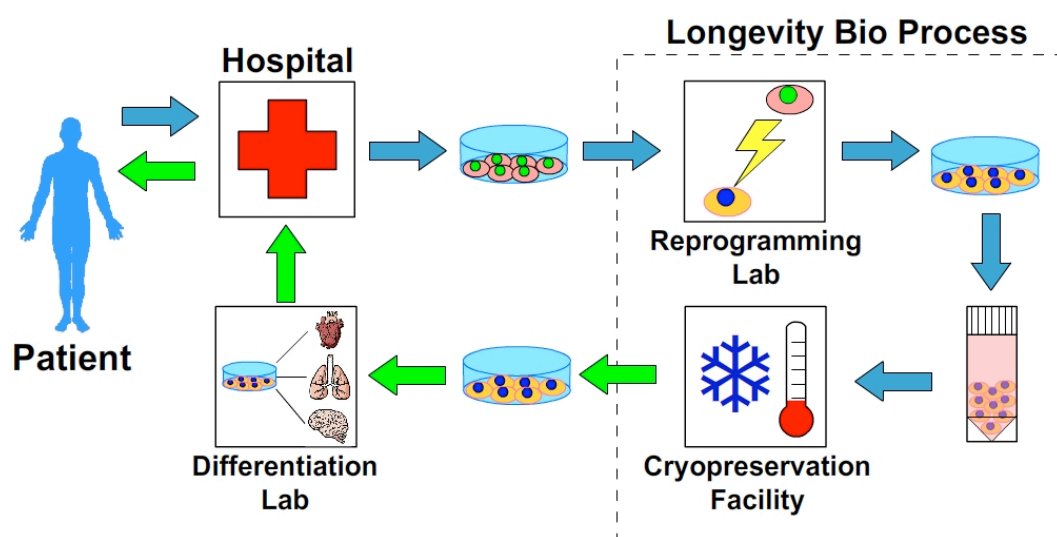 Longevity Bio Process
Hospital
Reprogramming
Lab
Patient
Differentiation
Lab
Cryopreservation
Facility